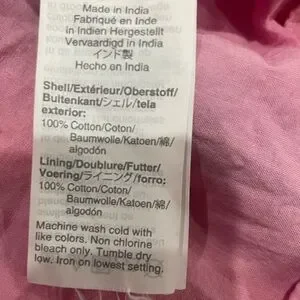 Made in India
Fabriqué en Inde
in Indien Hergestellt
Vervaardigd in India
インド製
Hecho en India
Shell/Extérieur/Oberstoff/
Buitenkant/シェル/tela
exterior:
100% Cotton/Coton/
Baumwolle/Katoen/綿/
algodón
Lining/Doublure/Futter/
Voering/ライニング/forro:
100% Cotton/Coton/
Baumwolle/Katoen/綿/
algodón
Machine wash cold with
like colors. Non chlorine
bleach only. Tumble dry
low. Iron on lowest setting.